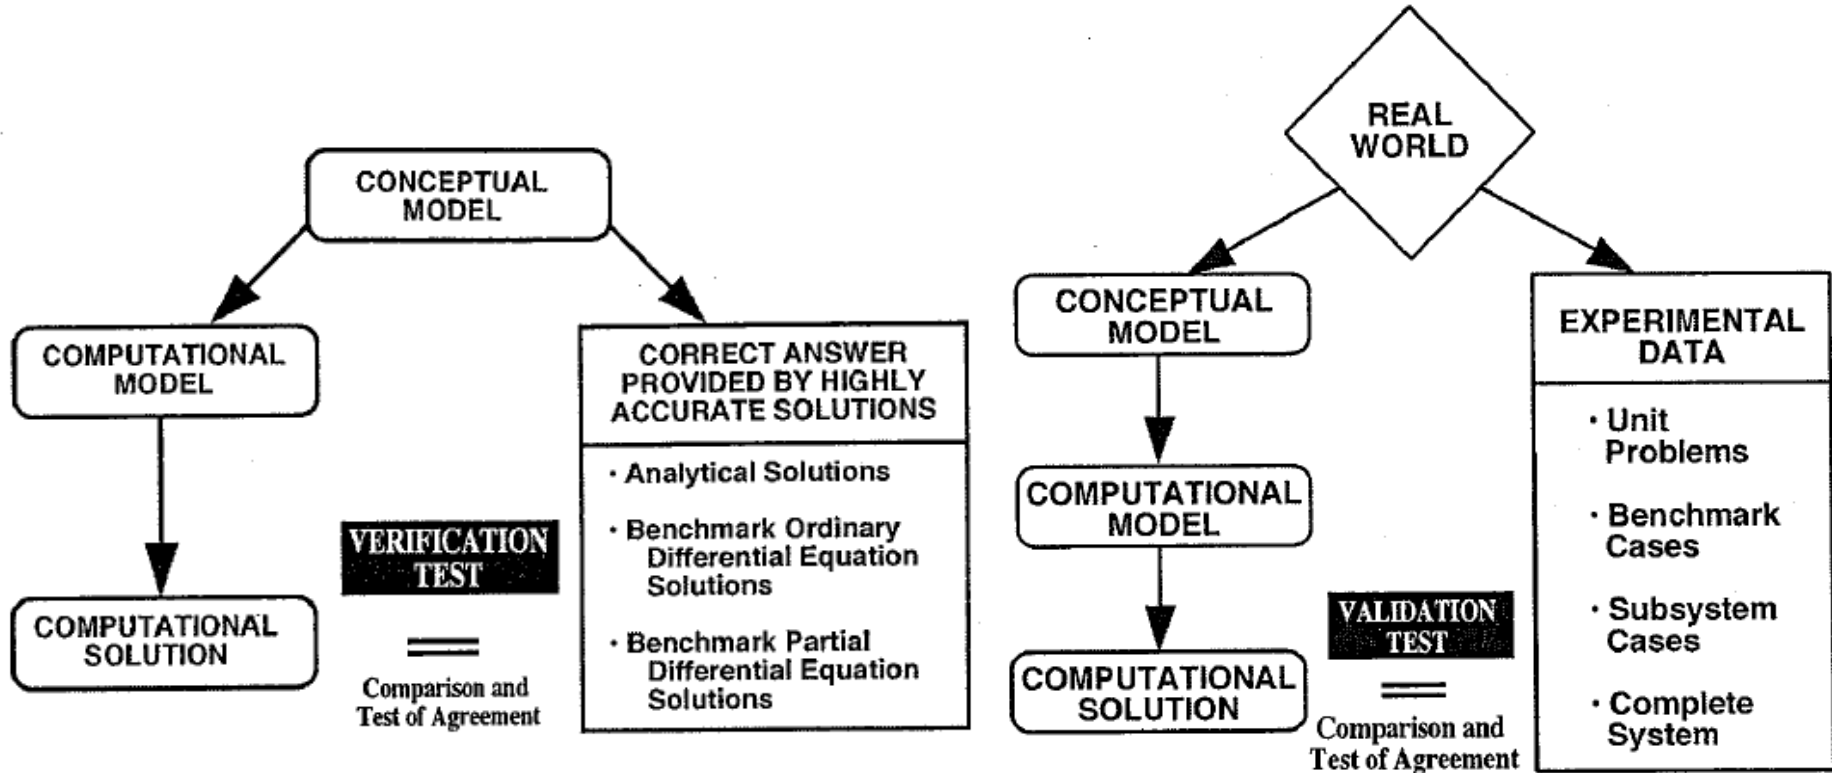 CONCEPTUAL
MODEL
COMPUTATIONAL
MODEL
COMPUTATIONAL
SOLUTION
VERIFICATION
TEST
Comparison and
Test of Agreement
CORRECT ANSWER
PROVIDED BY HIGHLY
ACCURATE SOLUTIONS
· Analytical Solutions
· Benchmark Ordinary
Differential Equation
Solutions
· Benchmark Partial
Differential Equation
Solutions
REAL
WORLD
CONCEPTUAL
MODEL
COMPUTATIONAL
MODEL
COMPUTATIONAL
SOLUTION
VALIDATION
TEST
Comparison and
Test of Agreement
EXPERIMENTAL
DATA
· Unit
Problems
· Benchmark
Cases
· Subsystem
Cases
· Complete
System